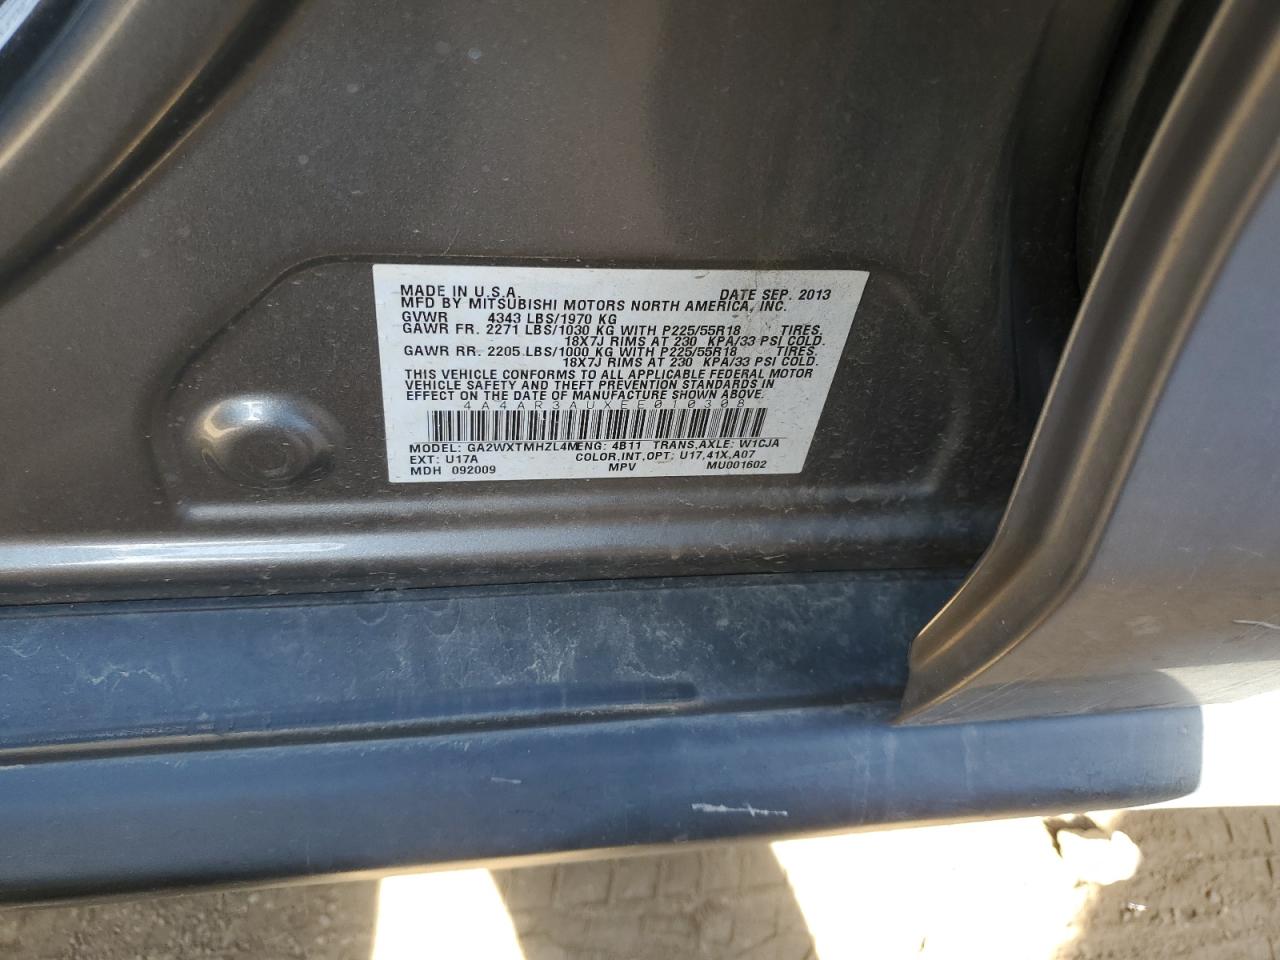 MADE IN U.S.A. DATE SEP. 2013
MFD BY MITSUBISHI MOTORS NORTH AMERICA, INC.
GVWR 4343 LBS/1970 KG
GAWR FR. 2271 LBS/1030 KG WITH P225/55R18 TIRES.
18X7J RIMS AT 230 KPA/33 PSI COLD.
GAWR RR. 2205 LBS/1000 KG WITH P225/55R18 TIRES.
18X7J RIMS AT 230 KPA/33 PSI COLD.
THIS VEHICLE CONFORMS TO ALL APPLICABLE FEDERAL MOTOR
VEHICLE SAFETY AND THEFT PREVENTION STANDARDS IN
EFFECT ON THE DATE OF MANUFACTURE SHOWN ABOVE.
4A4AR3AUXEE010308
MODEL: GA2WXTMHZL4MENG: 4B11 TRANS,AXLE: W1CJA
EXT: U17A COLOR,INT,OPT: U17,41X,A07
MDH 092009 MPV MU001602